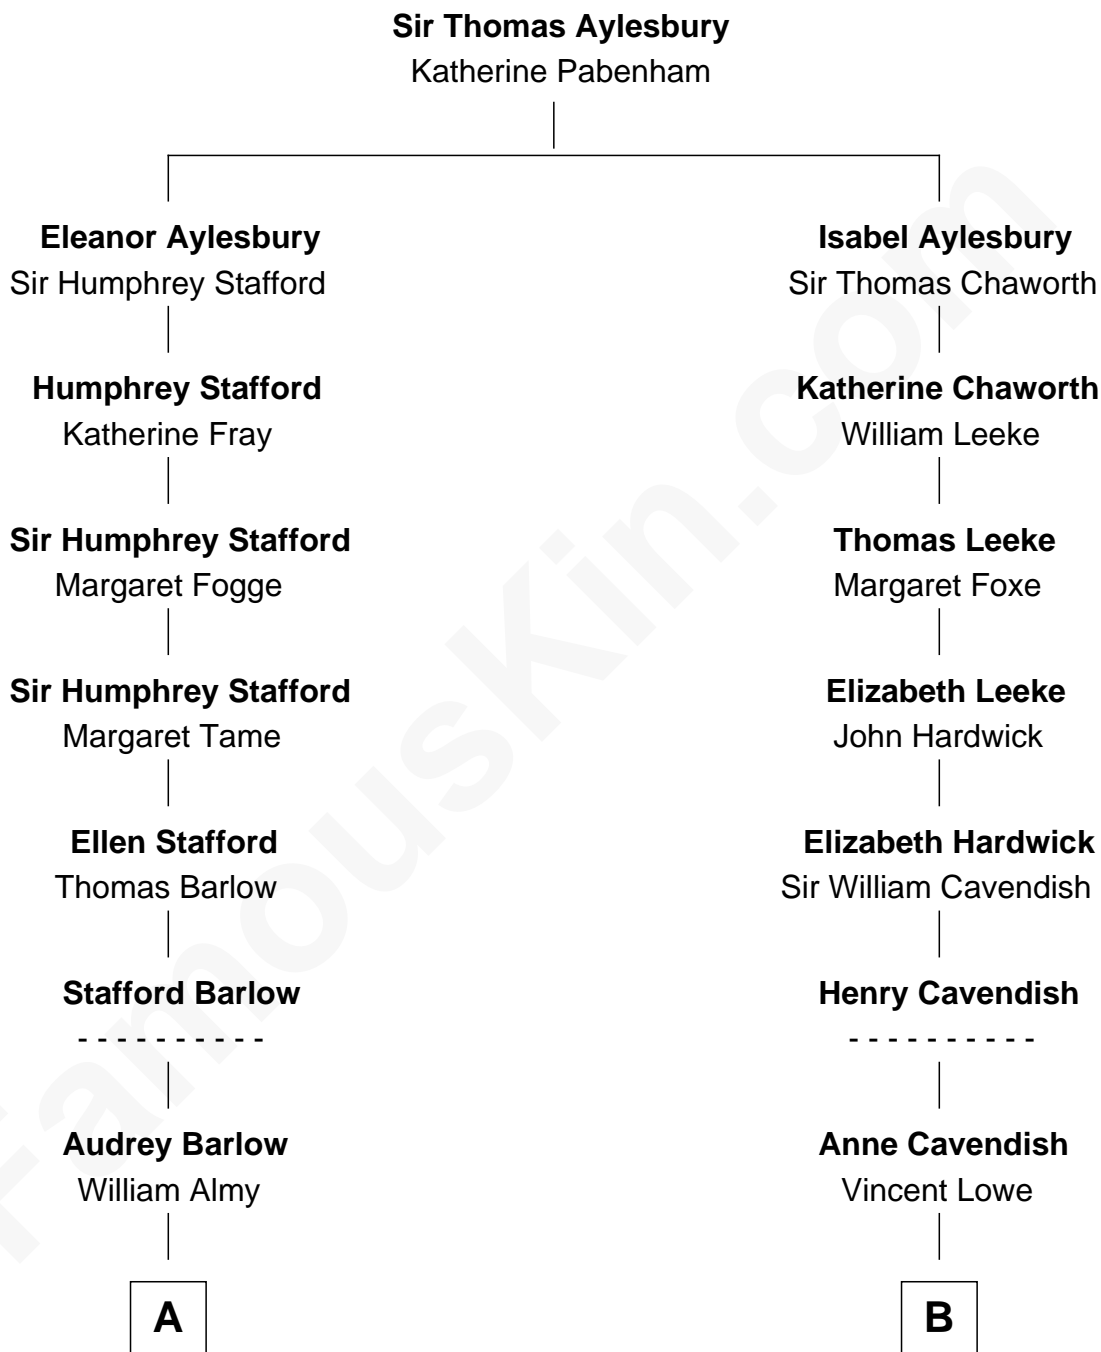 Sir Thomas Aylesbury
Katherine Pabenham
Eleanor Aylesbury
Sir Humphrey Stafford
Isabel Aylesbury
Sir Thomas Chaworth
Humphrey Stafford
Katherine Fray
Katherine Chaworth
William Leeke
Sir Humphrey Stafford
Margaret Fogge
Thomas Leeke
Margaret Foxe
Sir Humphrey Stafford
Margaret Tame
Elizabeth Leeke
John Hardwick
Ellen Stafford
Thomas Barlow
Elizabeth Hardwick
Sir William Cavendish
Stafford Barlow
- - - - - - - - - -
Henry Cavendish
- - - - - - - - - -
Audrey Barlow
William Almy
Anne Cavendish
Vincent Lowe
A
B
FamousKin.com